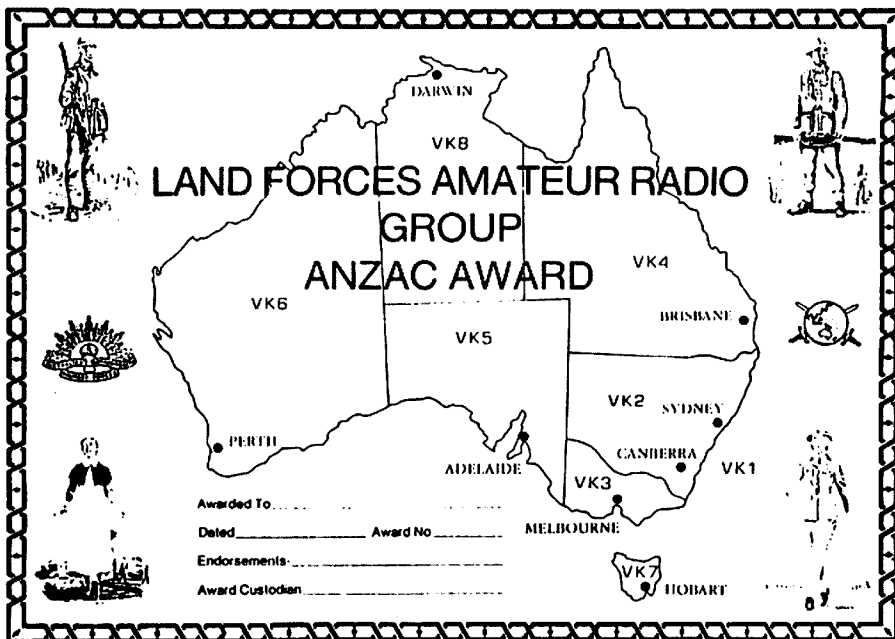 DARWIN
VK8
LAND FORCES AMATEUR RADIO
GROUP
ANZAC AWARD
VK4
VK6
BRISBANE
VK5
VK2
SYDNEY
PERTH
CANBERRA
ADELAIDE
VK1
VK3
MELBOURNE
Awarded To
Dated Award No
Endorsements
Award Custodian
VK7
HOBART